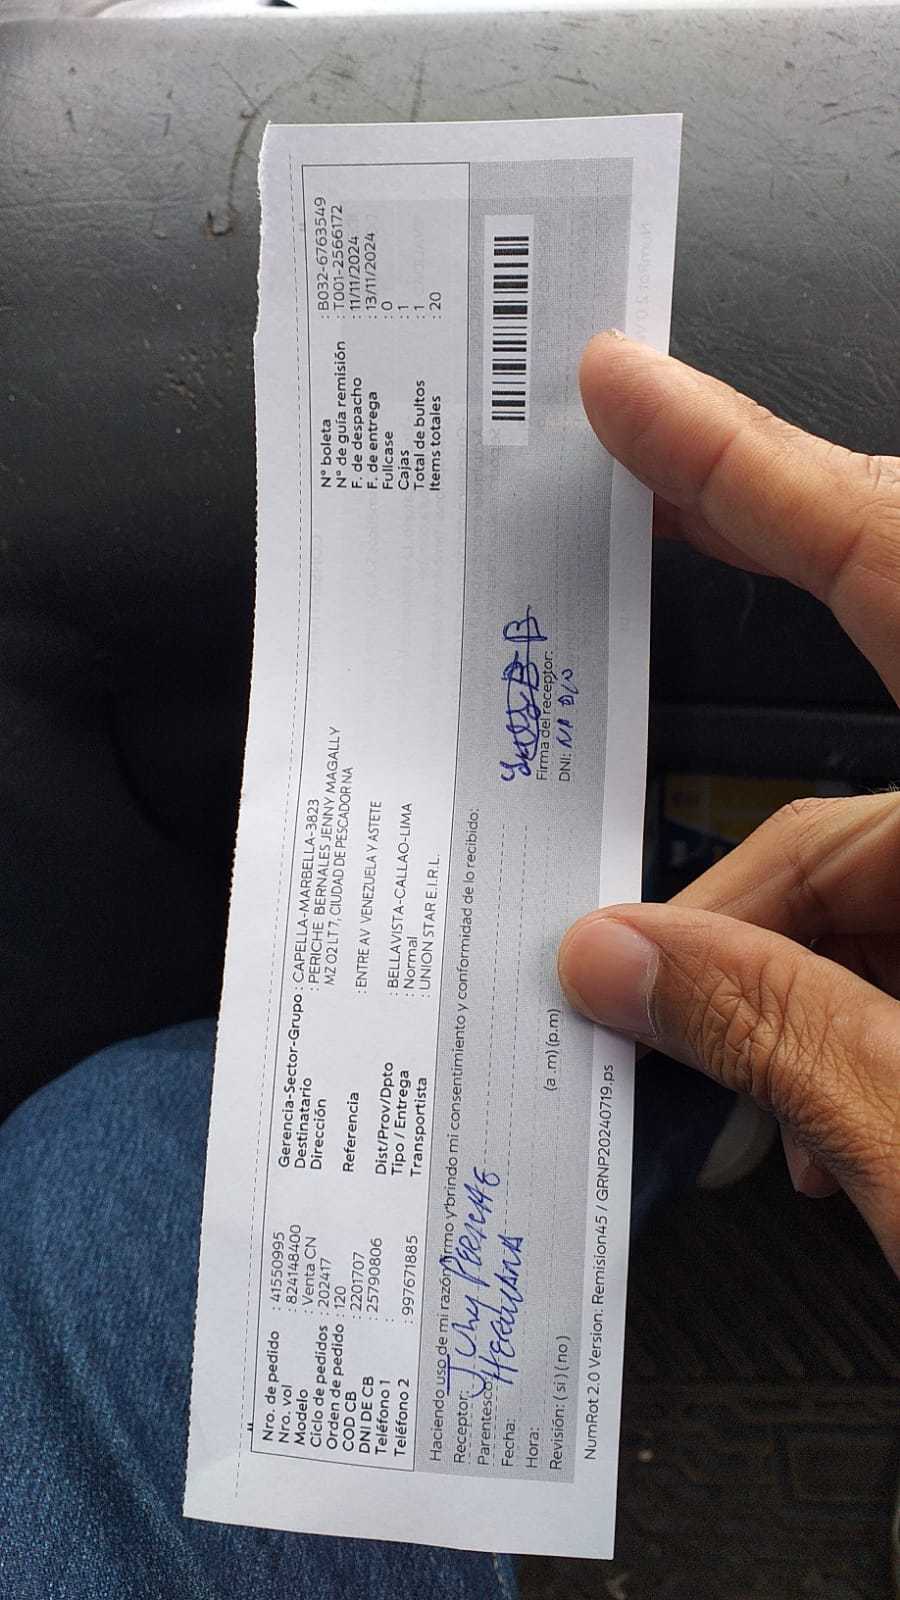 Nro. de pedido : 41550995
Nro. vol : 824148400
Modelo : Venta CN
Ciclo de pedidos : 202417
Orden de pedido : 120
COD CB : 2201707
DNI DE CB : 25790806
Teléfono 1 :
Teléfono 2 : 997671885
Gerencia-Sector-Grupo : CAPELLA-MARBELLA-3823
Destinatario : PERICHE BERNALES JENNY MAGALLY
Dirección MZ 02 LT 7, CIUDAD DE PESCADOR NA
Referencia : ENTRE AV VENEZUELA Y ASTETE
Dist/Prov/Dpto : BELLAVISTA-CALLAO-LIMA
Tipo / Entrega : Normal
Transportista : UNION STAR E.I.R.L.
N° boleta : B032-6763549
N° de guía remisión : T001-2566172
F. de despacho : 11/11/2024
F. de entrega : 13/11/2024
Fullcase : 0
Cajas : 1
Total de bultos : 1
Items totales : 20
Haciendo uso de mi razón firmo y brindo mi consentimiento y conformidad de lo recibido:
Receptor: PERICHE
Parentesco: HERMANA
Fecha:
Hora: (a .m) (p.m)
Revisión: ( si ) ( no )
Firma del receptor:
DNI: NA DIO
NumRot 2.0 Version: Remision45 / GRNP20240719.ps